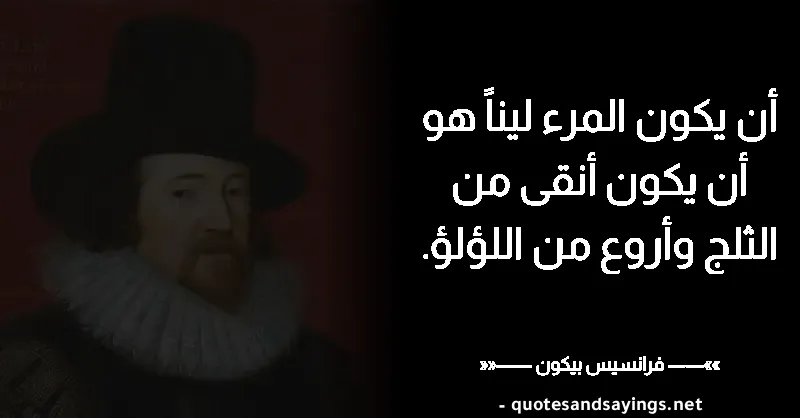 أن يكون المرء ليناً هو
أن يكون أنقى من
الثلج وأروع من اللؤلؤ.
»»—— فرانسيس بيكون ——««
- quotesandsayings.net